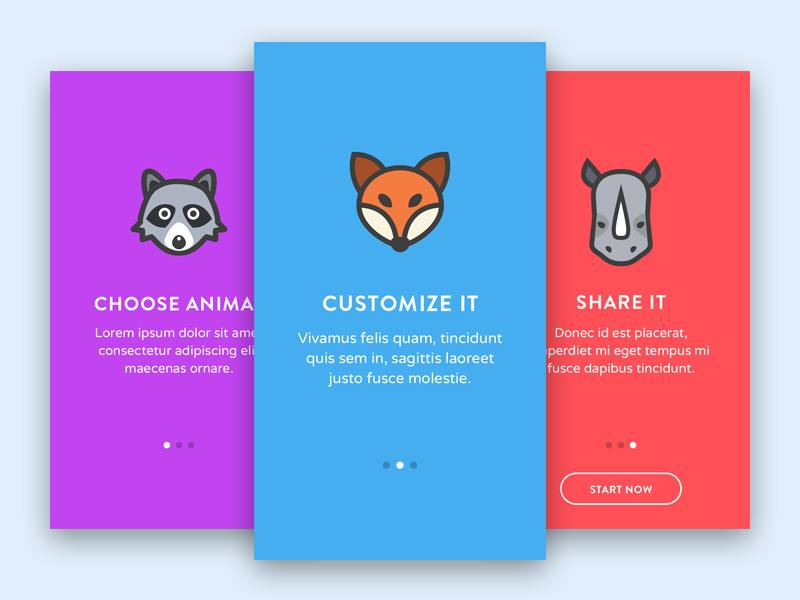 CHOOSE ANIMA
Lorem ipsum dolor sit ame
consectetur adipiscing eli
maecenas ornare.
CUSTOMIZE IT
Vivamus felis quam, tincidunt
quis sem in, sagittis laoreet
justo fusce molestie.
SHARE IT
Donec id est placerat,
perdiet mi eget tempus mi
fusce dapibus tincidunt.
START NOW